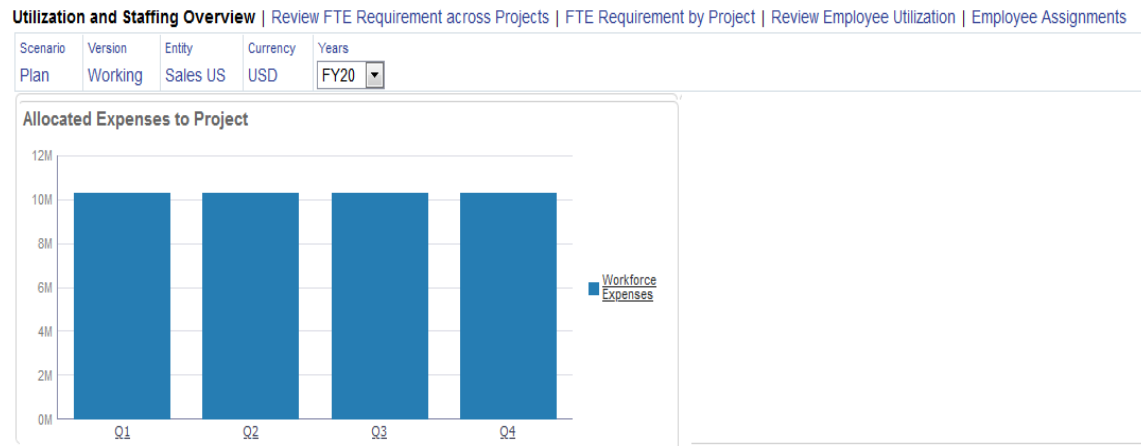 Utilization and Staffing Overview | Review FTE Requirement across Projects | FTE Requirement by Project | Review Employee Utilization | Employee Assignments
Scenario Version Entity Currency Years
Plan Working Sales US USD FY20
Allocated Expenses to Project
12M
10M
8M
6M
4M
2M
0M
Q1 Q2 Q3 Q4
Workforce
Expenses